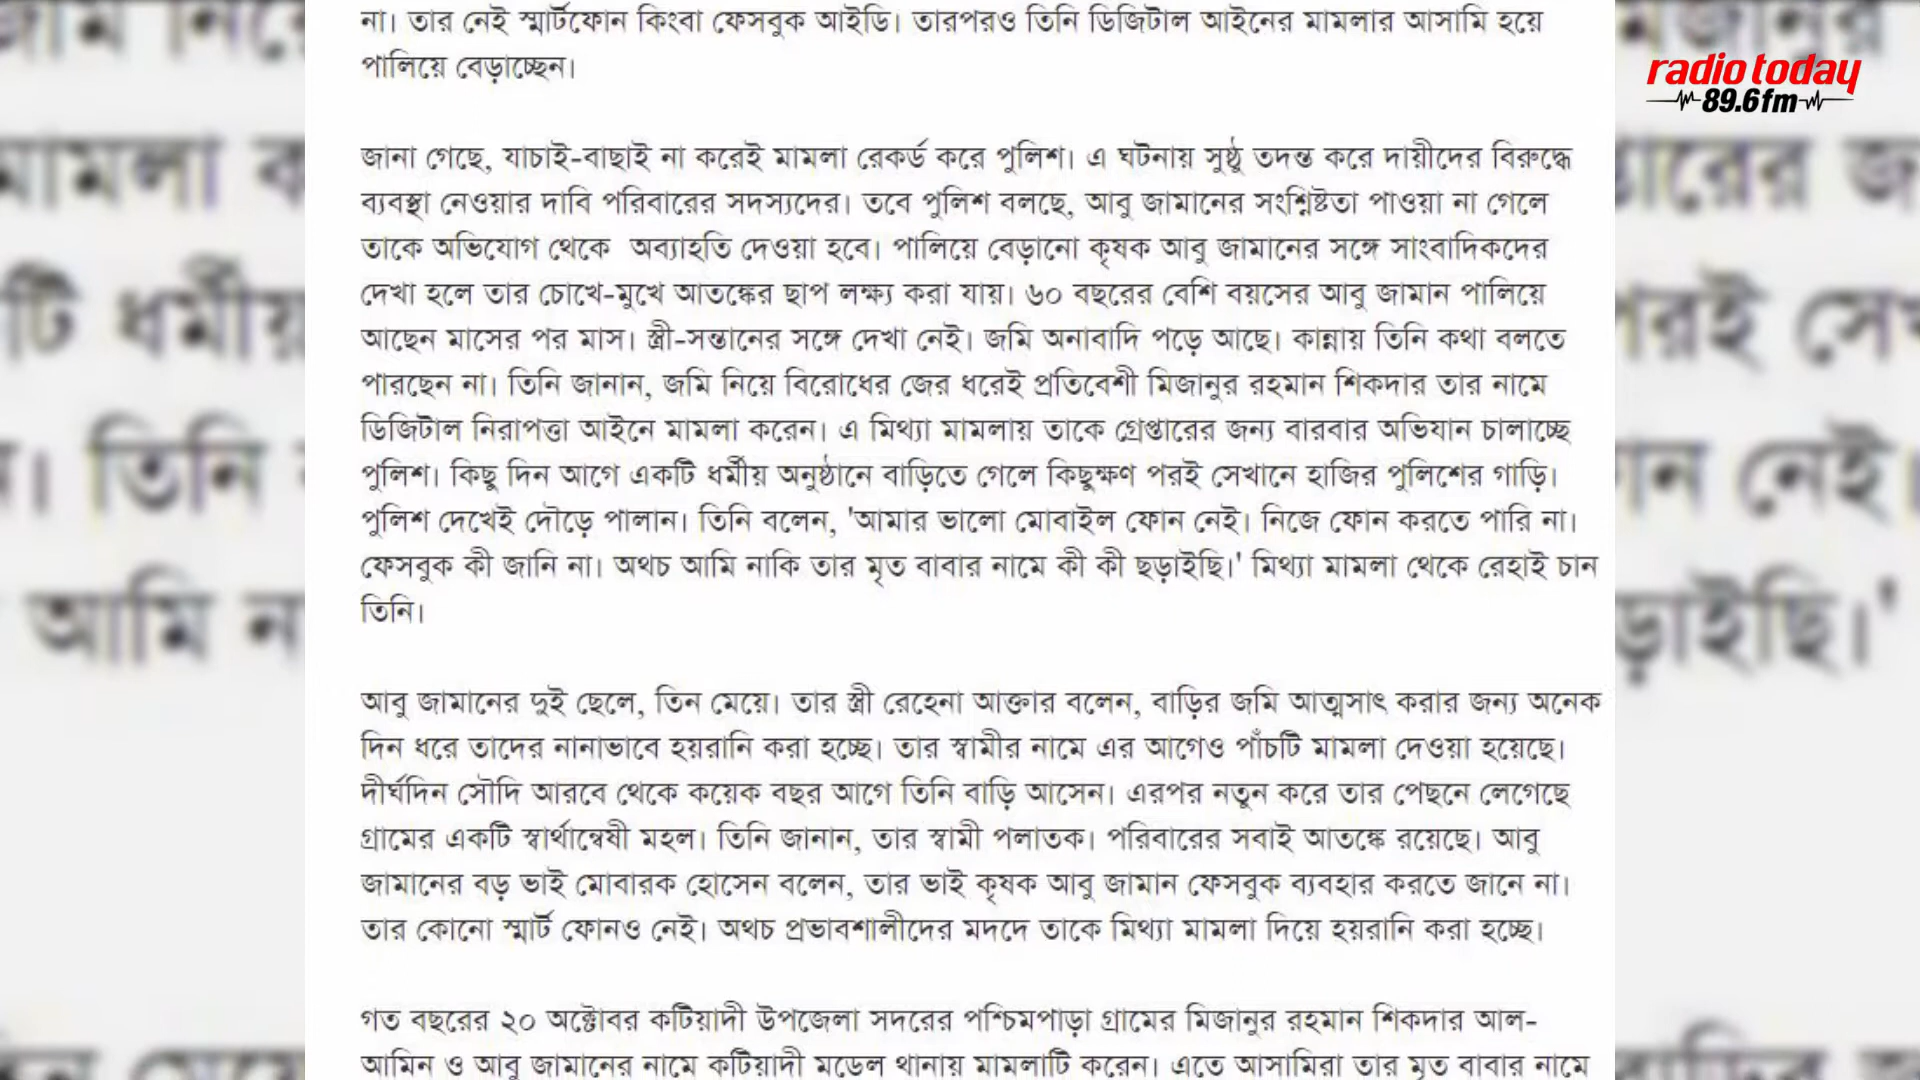 না। তার নেই স্মার্টফোন কিংবা ফেসবুক আইডি। তারপরও তিনি ডিজিটাল আইনের মামলার আসামি হয়ে
পালিয়ে বেড়াচ্ছেন।
radio today
89.6fm
জানা গেছে, যাচাই-বাছাই না করেই মামলা রেকর্ড করে পুলিশ। এ ঘটনায় সুষ্ঠু তদন্ত করে দায়ীদের বিরুদ্ধে
ব্যবস্থা নেওয়ার দাবি পরিবারের সদস্যদের। তবে পুলিশ বলছে, আবু জামানের সংশ্লিষ্টতা পাওয়া না গেলে
তাকে অভিযোগ থেকে অব্যাহতি দেওয়া হবে। পালিয়ে বেড়ানো কৃষক আবু জামানের সঙ্গে সাংবাদিকদের
দেখা হলে তার চোখে-মুখে আতঙ্কের ছাপ লক্ষ্য করা যায়। ৬০ বছরের বেশি বয়সের আবু জামান পালিয়ে
আছেন মাসের পর মাস। স্ত্রী-সন্তানের সঙ্গে দেখা নেই। জমি অনাবাদি পড়ে আছে। কান্নায় তিনি কথা বলতে
পারছেন না। তিনি জানান, জমি নিয়ে বিরোধের জের ধরেই প্রতিবেশী মিজানুর রহমান শিকদার তার নামে
ডিজিটাল নিরাপত্তা আইনে মামলা করেন। এ মিথ্যা মামলায় তাকে গ্রেপ্তারের জন্য বারবার অভিযান চালাচ্ছে
পুলিশ। কিছু দিন আগে একটি ধর্মীয় অনুষ্ঠানে বাড়িতে গেলে কিছুক্ষণ পরই সেখানে হাজির পুলিশের গাড়ি।
পুলিশ দেখেই দৌড়ে পালান। তিনি বলেন, 'আমার ভালো মোবাইল ফোন নেই। নিজে ফোন করতে পারি না।
ফেসবুক কী জানি না। অথচ আমি নাকি তার মৃত বাবার নামে কী কী ছড়াইছি।' মিথ্যা মামলা থেকে রেহাই চান
তিনি।
আবু জামানের দুই ছেলে, তিন মেয়ে। তার স্ত্রী রেহেনা আক্তার বলেন, বাড়ির জমি আত্মসাৎ করার জন্য অনেক
দিন ধরে তাদের নানাভাবে হয়রানি করা হচ্ছে। তার স্বামীর নামে এর আগেও পাঁচটি মামলা দেওয়া হয়েছে।
দীর্ঘদিন সৌদি আরবে থেকে কয়েক বছর আগে তিনি বাড়ি আসেন। এরপর নতুন করে তার পেছনে লেগেছে
গ্রামের একটি স্বার্থান্বেষী মহল। তিনি জানান, তার স্বামী পলাতক। পরিবারের সবাই আতঙ্কে রয়েছে। আবু
জামানের বড় ভাই মোবারক হোসেন বলেন, তার ভাই কৃষক আবু জামান ফেসবুক ব্যবহার করতে জানে না।
তার কোনো স্মার্ট ফোনও নেই। অথচ প্রভাবশালীদের মদদে তাকে মিথ্যা মামলা দিয়ে হয়রানি করা হচ্ছে।
গত বছরের ২০ অক্টোবর কটিয়াদী উপজেলা সদরের পশ্চিমপাড়া গ্রামের মিজানুর রহমান শিকদার আল-
আমিন ও আবু জামানের নামে কটিয়াদী মডেল থানায় মামলাটি করেন। এতে আসামিরা তার মৃত বাবার নামে